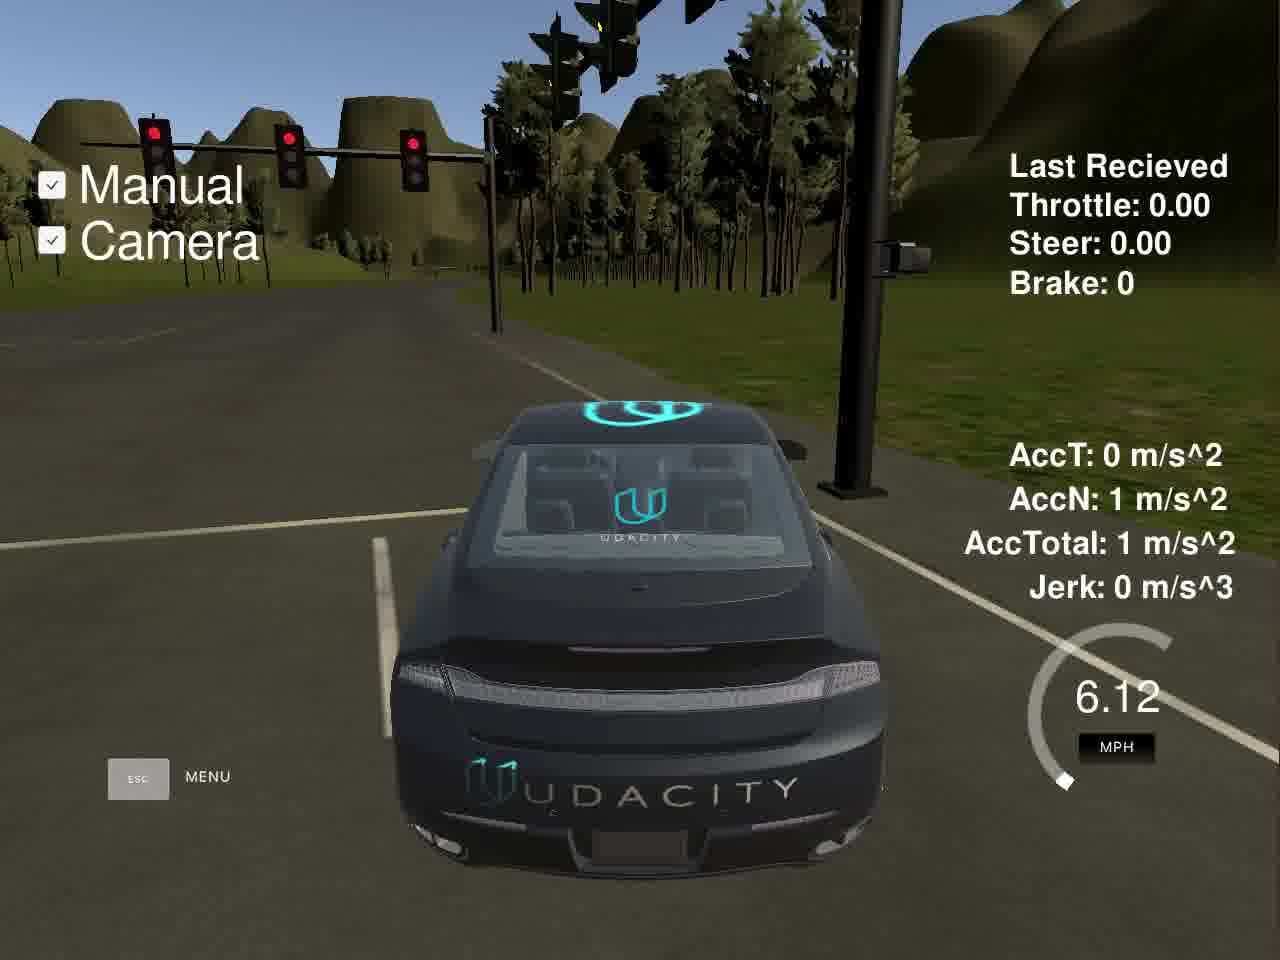 Manual
Camera
Last Recieved
Throttle: 0.00
Steer: 0.00
Brake: 0
AccT: 0 m/s^2
AccN: 1 m/s^2
AccTotal: 1 m/s^2
Jerk: 0 m/s^3
6.12
MPH
UDACITY
UDACITY
ESC MENU